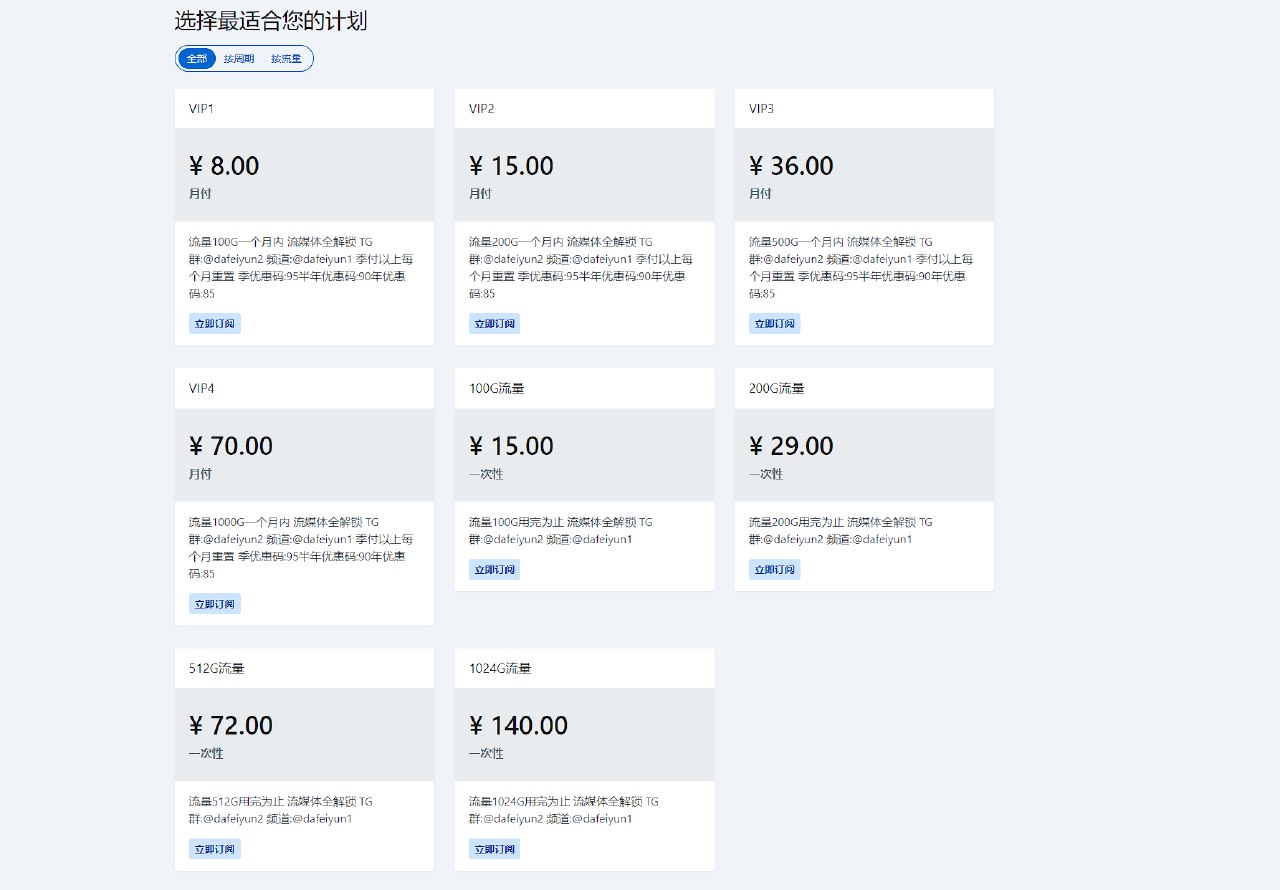 选择最适合您的计划
全部 按周期 按流量
VIP1
¥ 8.00
月付
流量100G一个月内 流媒体全解锁 TG
群:@dafeiyun2 频道:@dafeiyun1 季付以上每
个月重置 季优惠码:95半年优惠码:90年优惠
码:85
立即订阅
VIP2
¥ 15.00
月付
流量200G一个月内 流媒体全解锁 TG
群:@dafeiyun2 频道:@dafeiyun1 季付以上每
个月重置 季优惠码:95半年优惠码:90年优惠
码:85
立即订阅
VIP3
¥ 36.00
月付
流量500G一个月内 流媒体全解锁 TG
群:@dafeiyun2 频道:@dafeiyun1 季付以上每
个月重置 季优惠码:95半年优惠码:90年优惠
码:85
立即订阅
VIP4
¥ 70.00
月付
流量1000G一个月内 流媒体全解锁 TG
群:@dafeiyun2 频道:@dafeiyun1 季付以上每
个月重置 季优惠码:95半年优惠码:90年优惠
码:85
立即订阅
100G流量
¥ 15.00
一次性
流量100G用完为止 流媒体全解锁 TG
群:@dafeiyun2 频道:@dafeiyun1
立即订阅
200G流量
¥ 29.00
一次性
流量200G用完为止 流媒体全解锁 TG
群:@dafeiyun2 频道:@dafeiyun1
立即订阅
512G流量
¥ 72.00
一次性
流量512G用完为止 流媒体全解锁 TG
群:@dafeiyun2 频道:@dafeiyun1
立即订阅
1024G流量
¥ 140.00
一次性
流量1024G用完为止 流媒体全解锁 TG
群:@dafeiyun2 频道:@dafeiyun1
立即订阅